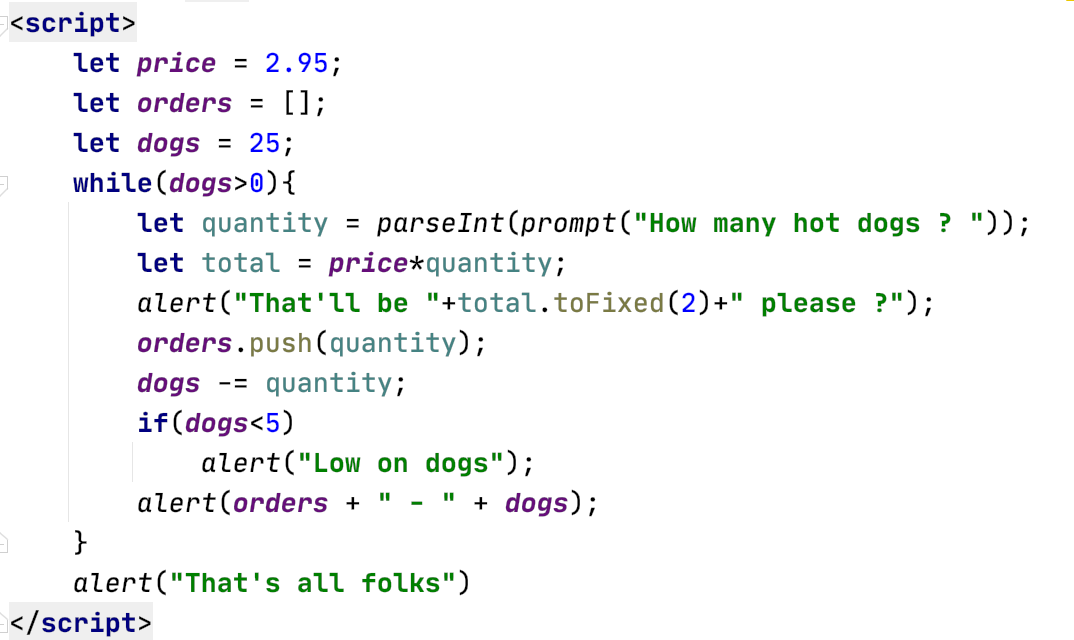 <script>
let price = 2.95;
let orders = [];
let dogs = 25;
while(dogs>0){
let quantity = parseInt(prompt("How many hot dogs ? "));
let total = price*quantity;
alert("That'll be "+total.toFixed(2)+" please ?");
orders.push(quantity);
dogs -= quantity;
if(dogs<5)
alert("Low on dogs");
alert(orders + " - " + dogs);
}
alert("That's all folks")
</script>